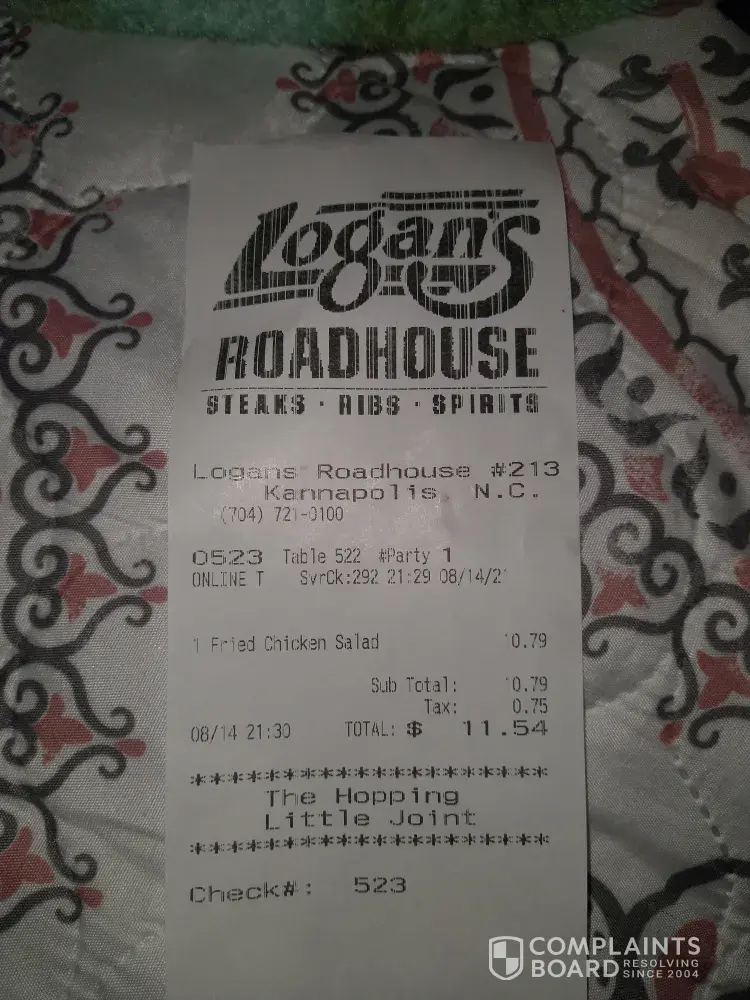 Logan's
ROADHOUSE
STEAKS · RIBS · SPIRITS
Logans Roadhouse #213
Kannapolis, N.C.
(704) 721-0100
0523 Table 522 #Party 1
ONLINE T SvrCk:292 21:29 08/14/21
1 Fried Chicken Salad 10.79
Sub Total: 10.79
Tax: 0.75
08/14 21:30 TOTAL: $ 11.54
***********************
The Hopping
Little Joint
***********************
Check#: 523
COMPLAINTS
BOARD RESOLVING
SINCE 2004